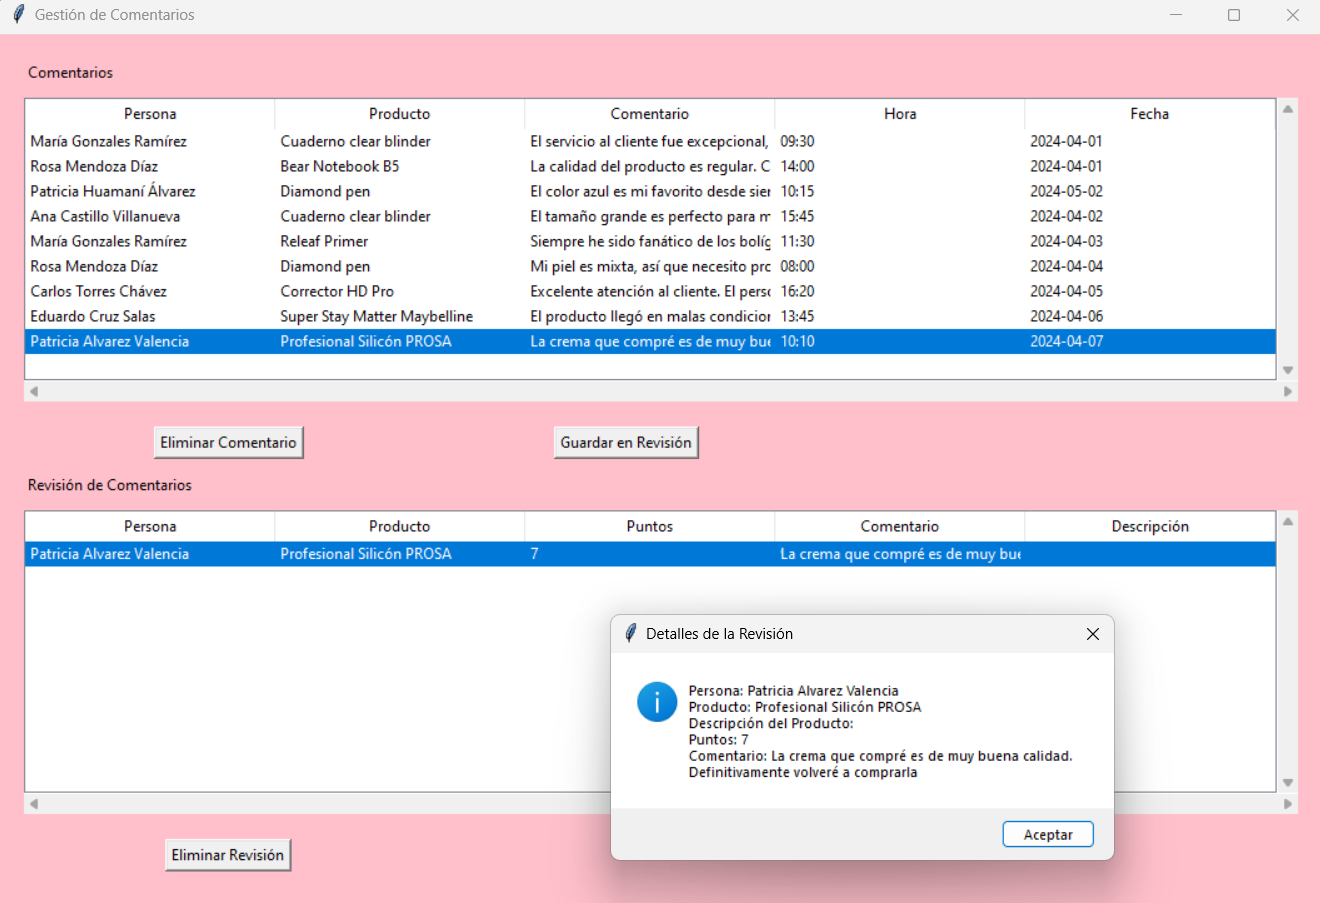 Gestión de Comentarios
Comentarios
Persona Producto Comentario Hora Fecha
María Gonzales Ramírez Cuaderno clear blinder El servicio al cliente fue excepcional, 09:30 2024-04-01
Rosa Mendoza Díaz Bear Notebook B5 La calidad del producto es regular. C 14:00 2024-04-01
Patricia Huamaní Álvarez Diamond pen El color azul es mi favorito desde sier 10:15 2024-05-02
Ana Castillo Villanueva Cuaderno clear blinder El tamaño grande es perfecto para m 15:45 2024-04-02
María Gonzales Ramírez Releaf Primer Siempre he sido fanático de los bolíg 11:30 2024-04-03
Rosa Mendoza Díaz Diamond pen Mi piel es mixta, así que necesito prc 08:00 2024-04-04
Carlos Torres Chávez Corrector HD Pro Excelente atención al cliente. El persc 16:20 2024-04-05
Eduardo Cruz Salas Super Stay Matter Maybelline El producto llegó en malas condicior 13:45 2024-04-06
Patricia Alvarez Valencia Profesional Silicón PROSA La crema que compré es de muy bue 10:10 2024-04-07
Eliminar Comentario Guardar en Revisión
Revisión de Comentarios
Persona Producto Puntos Comentario Descripción
Patricia Alvarez Valencia Profesional Silicón PROSA 7 La crema que compré es de muy bue
Detalles de la Revisión
Persona: Patricia Alvarez Valencia
Producto: Profesional Silicón PROSA
Descripción del Producto:
Puntos: 7
Comentario: La crema que compré es de muy buena calidad.
Definitivamente volveré a comprarla
Aceptar
Eliminar Revisión